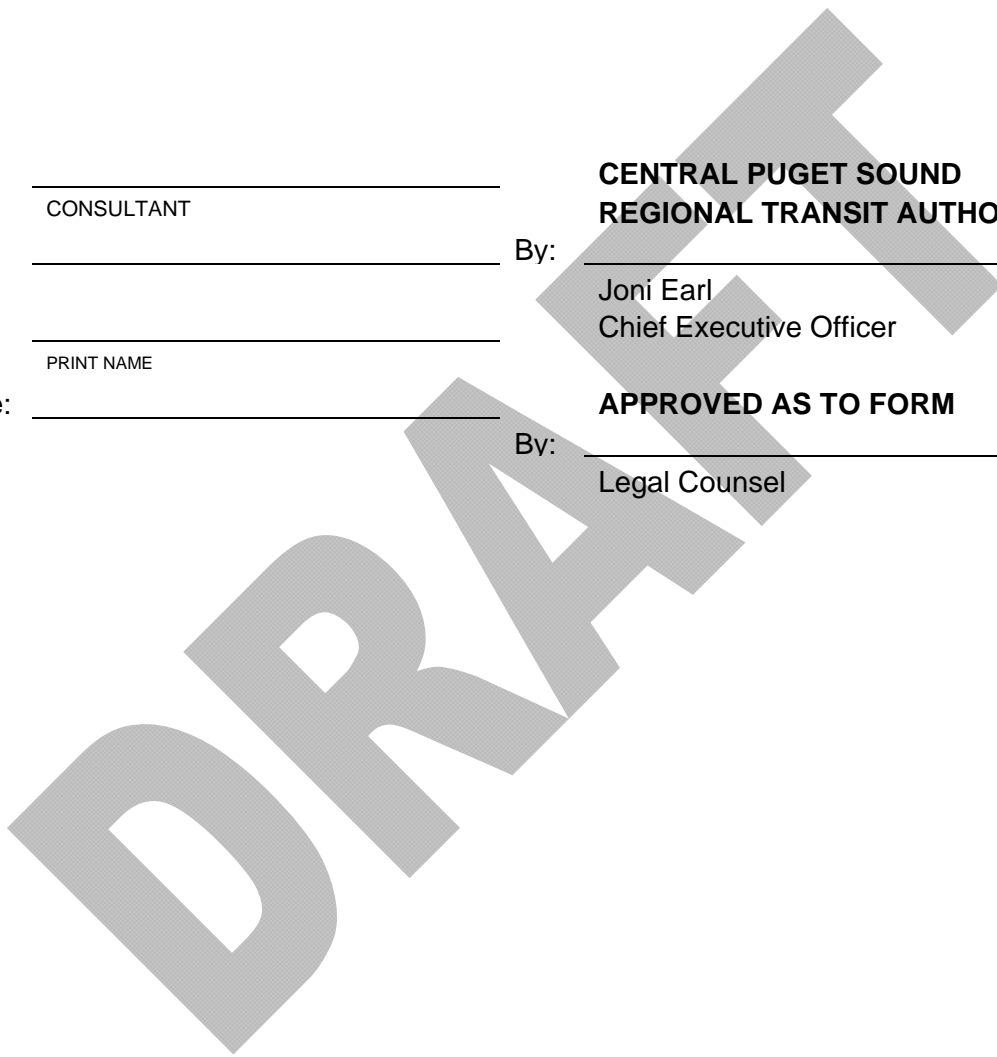 CENTRAL PUGET SOUND
CONSULTANT
REGIONAL TRANSIT AUTHO
By:
Joni Earl
Chief Executive Officer
PRINT NAME
e:
APPROVED AS TO FORM
By:
Legal Counsel
DRAFT